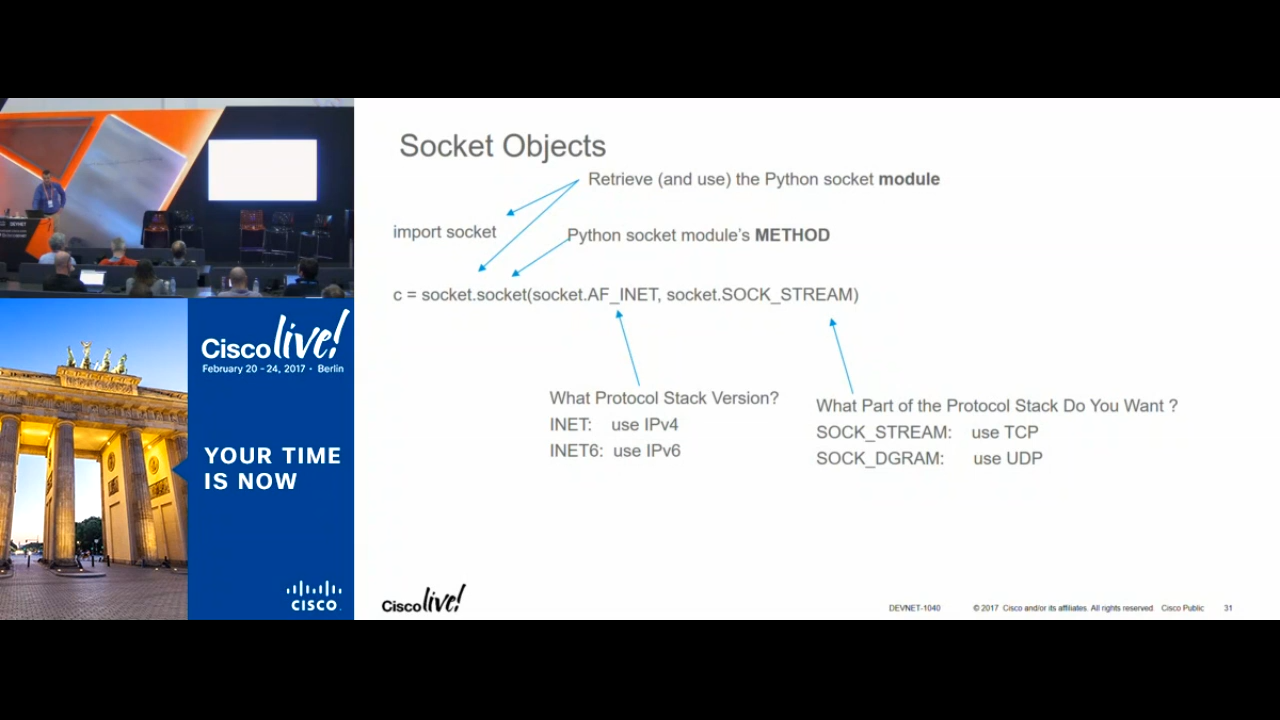 Socket Objects
Retrieve (and use) the Python socket module
import socket
Python socket module's METHOD
c = socket.socket(socket.AF_INET, socket.SOCK_STREAM)
What Protocol Stack Version?
INET: use IPv4
INET6: use IPv6
What Part of the Protocol Stack Do You Want ?
SOCK_STREAM: use TCP
SOCK_DGRAM: use UDP
Cisco live!
February 20 - 24, 2017 • Berlin
YOUR TIME
IS NOW
CISCO
Cisco live!
DEVNET-1040 © 2017 Cisco and/or its affiliates. All rights reserved. Cisco Public 31